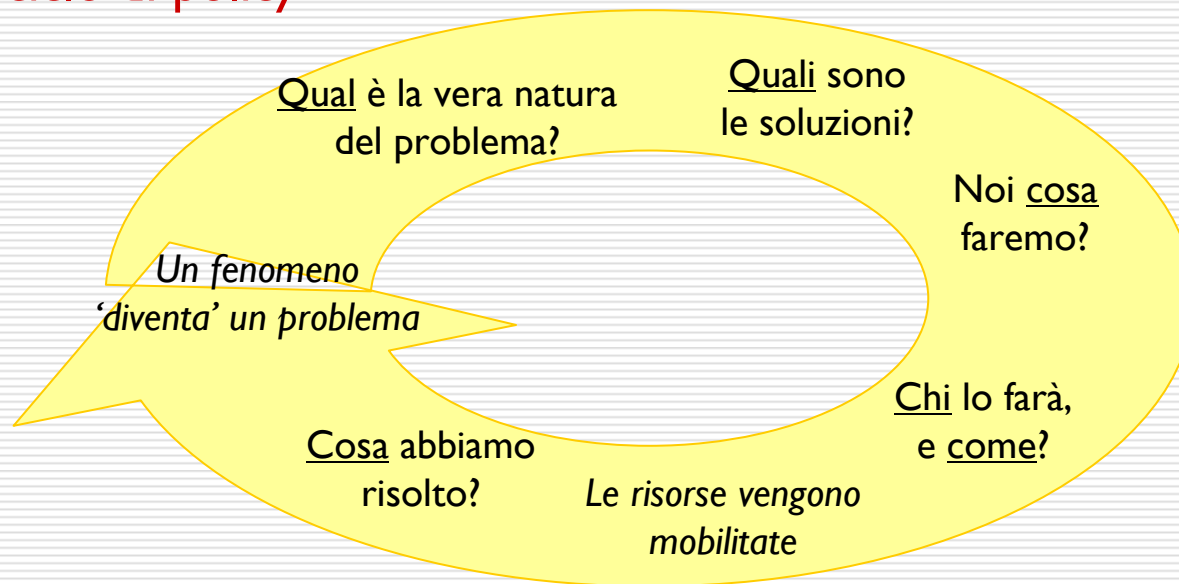 policy
Qual è la vera natura
del problema?
Quali sono
le soluzioni?
Noi cosa
faremo?
Chi lo farà,
e come?
Le risorse vengono
mobilitate
Cosa abbiamo
risolto?
Un fenomeno
‘diventa’ un problema